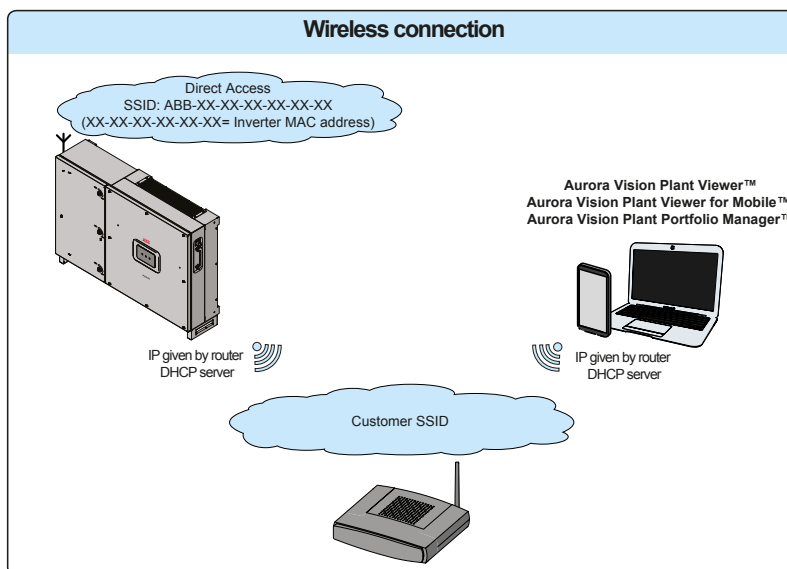 Wireless connection
Direct Access
SSID: ABB-XX-XX-XX-XX-XX-XX
(XX-XX-XX-XX-XX-XX= Inverter MAC address)
Aurora Vision Plant Viewer™
Aurora Vision Plant Viewer for Mobile™
Aurora Vision Plant Portfolio Manager™
IP given by router
DHCP server
IP given by router
DHCP server
Customer SSID